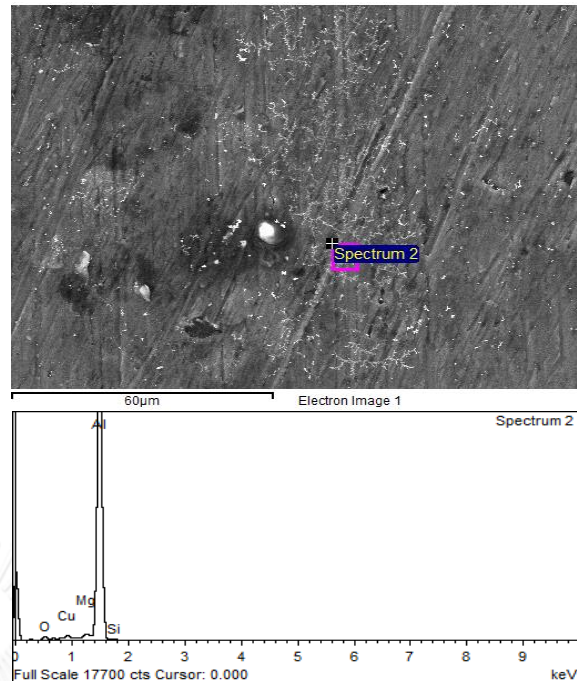 Spectrum 2
60µm
Electron Image 1
Spectrum 2
Al
Mg
Cu
O
Si
0 1 2 3 4 5 6 7 8 9
Full Scale 17700 cts Cursor: 0.000
keV